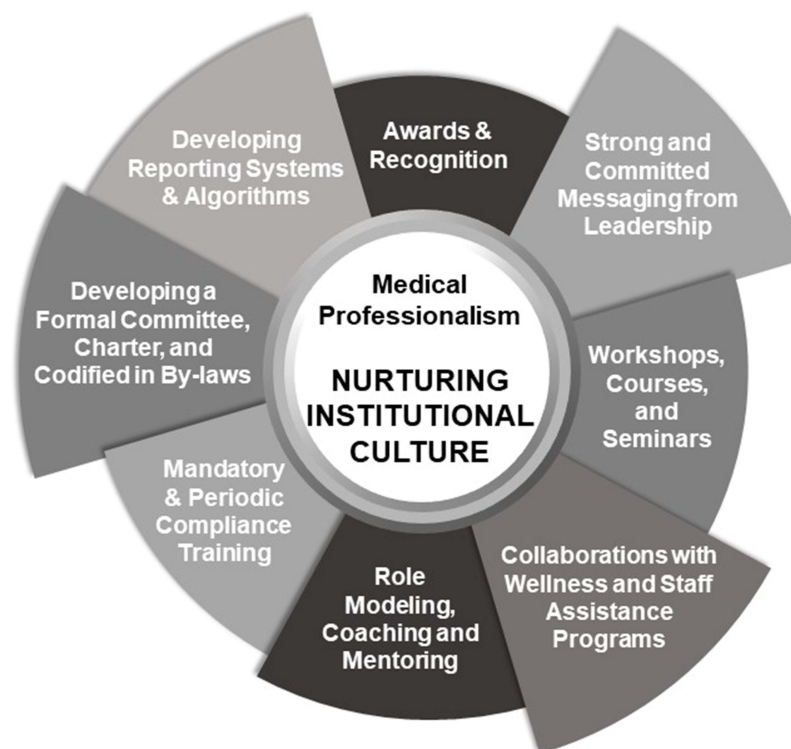 Awards &
Recognition
Strong and
Committed
Messaging from
Leadership
Workshops,
Courses,
and
Seminars
Collaborations with
Wellness and Staff
Assistance
Programs
Role
Modeling,
Coaching and
Mentoring
Mandatory
& Periodic
Compliance
Training
Developing a
Formal Committee,
Charter, and
Codified in By-laws
Developing
Reporting Systems
& Algorithms
Medical
Professionalism
NURTURING
INSTITUTIONAL
CULTURE